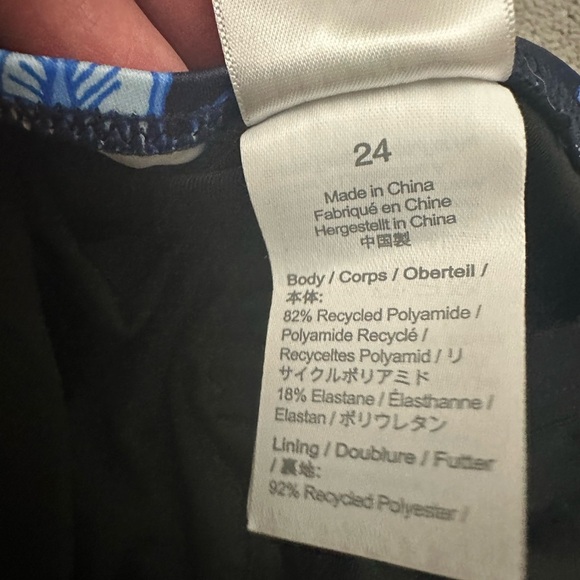 24
Made in China
Fabriqué en Chine
Hergestellt in China
中国製
Body / Corps / Oberteil /
本体:
82% Recycled Polyamide /
Polyamide Recyclé /
Recyceltes Polyamid / リ
サイクルポリアミド
18% Elastane / Élasthanne /
Elastan / ポリウレタン
Lining / Doublure / Futter
/ 裏地:
92% Recycled Polyester /